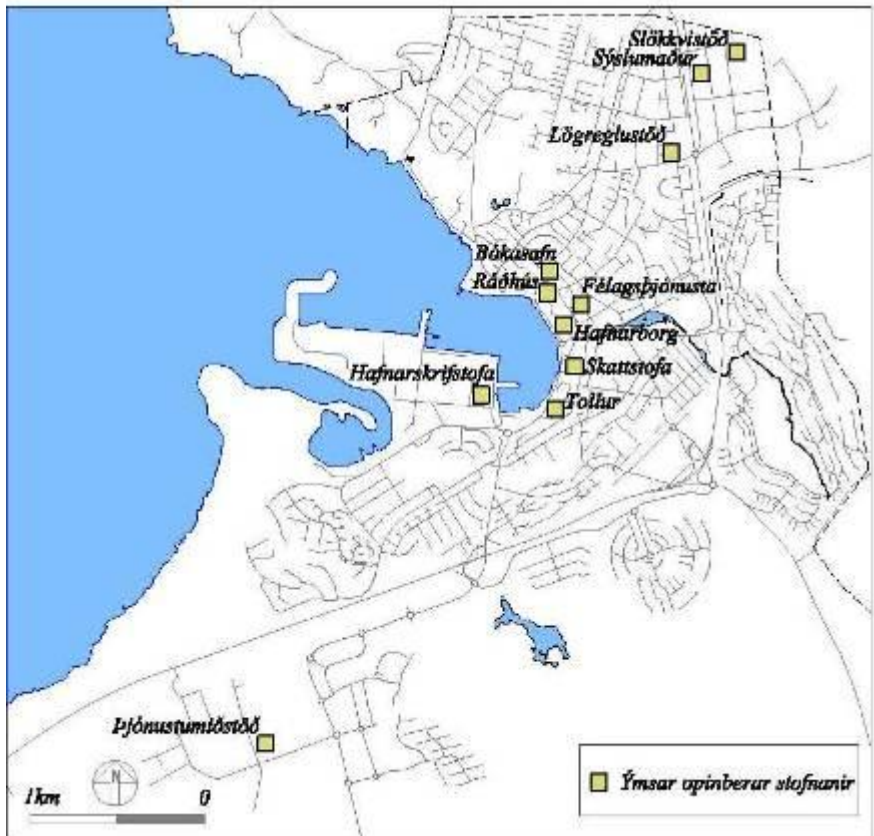 Slökkvistöð
Sýslumaður
Lögreglustöð
Bókasafn
Ráðhús
Félagsþjónusta
Hafnarborg
Skattstofa
Hafnarskrifstofa
Tollur
Þjónustumiðstöð
N
1km 0
Ýmsar opinberar stofnanir